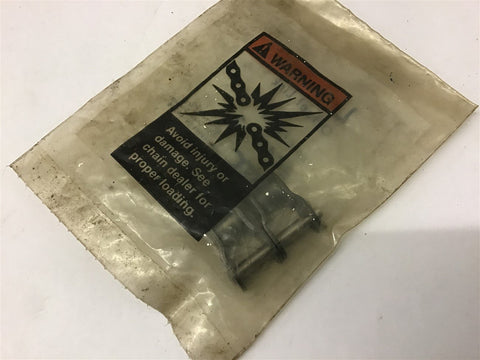 WARNING
Avoid injury or
damage. See
chain dealer for
proper loading.